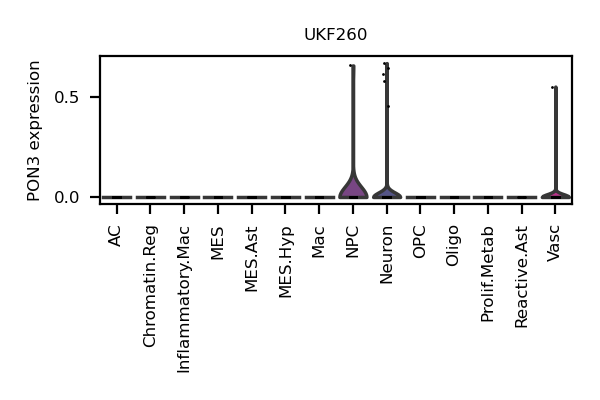 UKF260
PON3 expression
0.5
0.0
AC
Chromatin.Reg
Inflammatory.Mac
MES
MES.Ast
MES.Hyp
Mac
NPC
Neuron
OPC
Oligo
Prolif.Metab
Reactive.Ast
Vasc